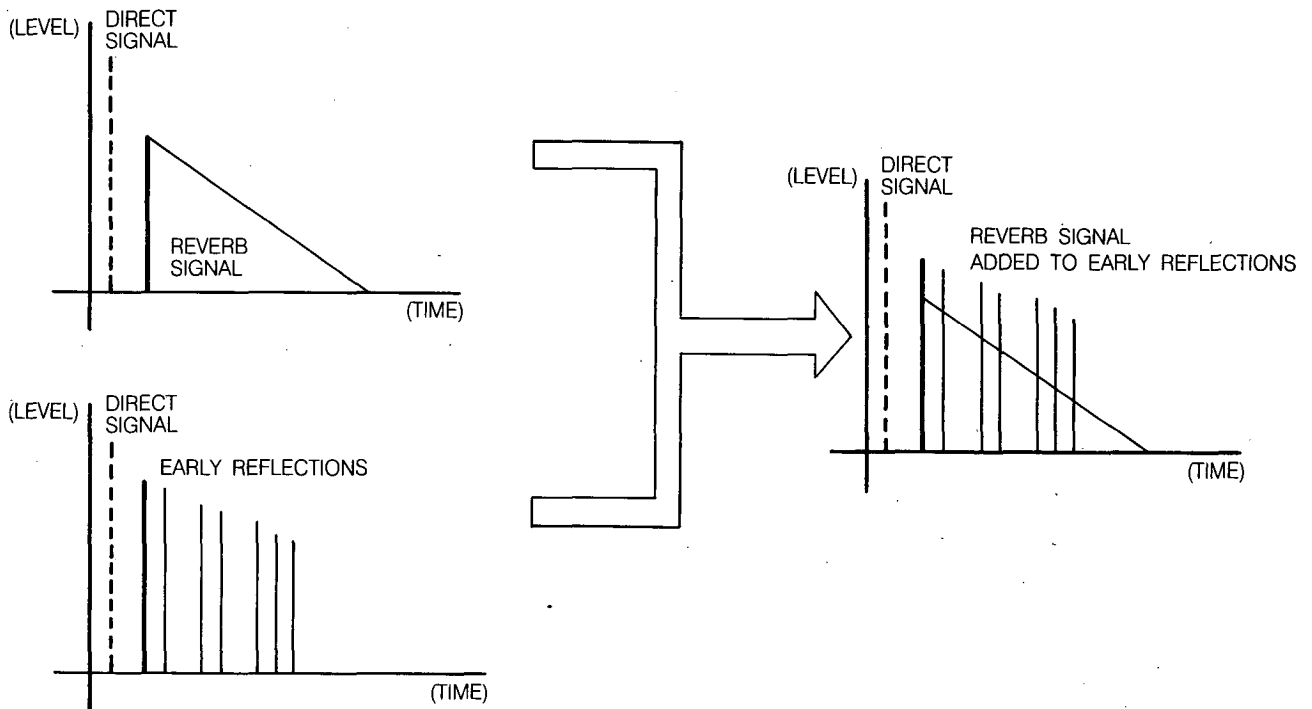 (LEVEL)
DIRECT
SIGNAL
REVERB
SIGNAL
(TIME)
(LEVEL)
DIRECT
SIGNAL
EARLY REFLECTIONS
(TIME)
(LEVEL)
DIRECT
SIGNAL
REVERB SIGNAL
ADDED TO EARLY REFLECTIONS
(TIME)